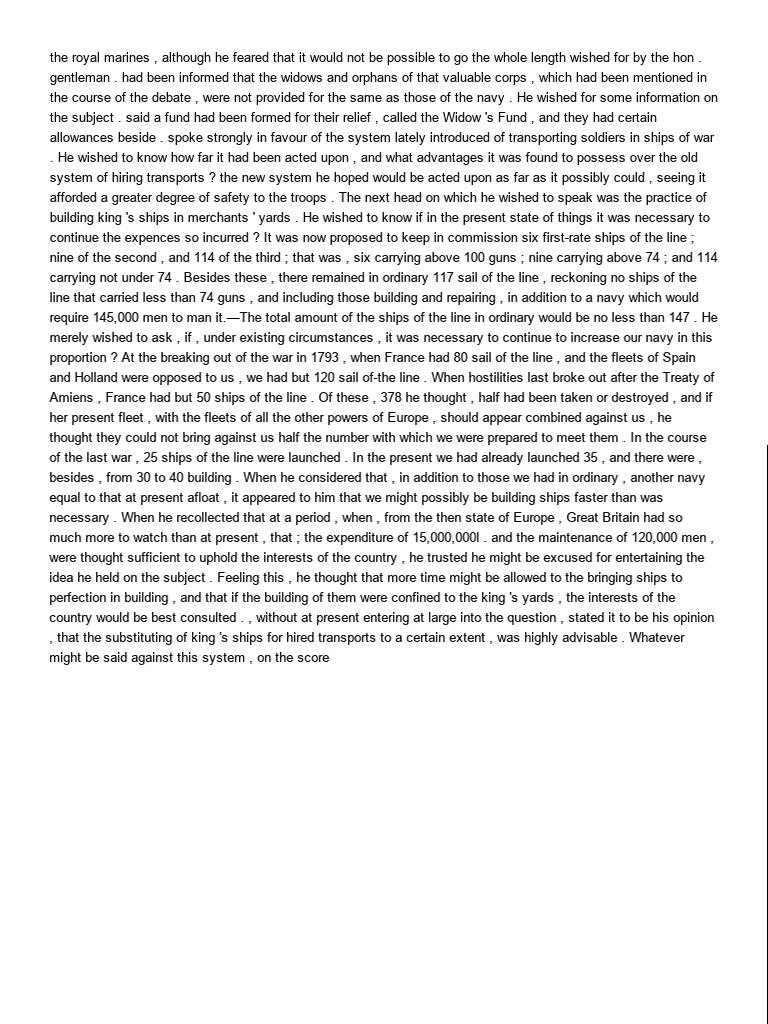 the royal marines , although he feared that it would not be possible to go the whole length wished for by the hon .
gentleman . had been informed that the widows and orphans of that valuable corps , which had been mentioned in
the course of the debate , were not provided for the same as those of the navy . He wished for some information on
the subject . said a fund had been formed for their relief , called the Widow 's Fund , and they had certain
allowances beside . spoke strongly in favour of the system lately introduced of transporting soldiers in ships of war
. He wished to know how far it had been acted upon , and what advantages it was found to possess over the old
system of hiring transports ? the new system he hoped would be acted upon as far as it possibly could , seeing it
afforded a greater degree of safety to the troops . The next head on which he wished to speak was the practice of
building king 's ships in merchants ' yards . He wished to know if in the present state of things it was necessary to
continue the expences so incurred ? It was now proposed to keep in commission six first-rate ships of the line ;
nine of the second , and 114 of the third ; that was , six carrying above 100 guns ; nine carrying above 74 ; and 114
carrying not under 74 . Besides these , there remained in ordinary 117 sail of the line , reckoning no ships of the
line that carried less than 74 guns , and including those building and repairing , in addition to a navy which would
require 145,000 men to man it.—The total amount of the ships of the line in ordinary would be no less than 147 . He
merely wished to ask , if , under existing circumstances , it was necessary to continue to increase our navy in this
proportion ? At the breaking out of the war in 1793 , when France had 80 sail of the line , and the fleets of Spain
and Holland were opposed to us , we had but 120 sail of-the line . When hostilities last broke out after the Treaty of
Amiens , France had but 50 ships of the line . Of these , 378 he thought , half had been taken or destroyed , and if
her present fleet , with the fleets of all the other powers of Europe , should appear combined against us , he
thought they could not bring against us half the number with which we were prepared to meet them . In the course
of the last war , 25 ships of the line were launched . In the present we had already launched 35 , and there were ,
besides , from 30 to 40 building . When he considered that , in addition to those we had in ordinary , another navy
equal to that at present afloat , it appeared to him that we might possibly be building ships faster than was
necessary . When he recollected that at a period , when , from the then state of Europe , Great Britain had so
much more to watch than at present , that ; the expenditure of 15,000,000l . and the maintenance of 120,000 men ,
were thought sufficient to uphold the interests of the country , he trusted he might be excused for entertaining the
idea he held on the subject . Feeling this , he thought that more time might be allowed to the bringing ships to
perfection in building , and that if the building of them were confined to the king 's yards , the interests of the
country would be best consulted . , without at present entering at large into the question , stated it to be his opinion
, that the substituting of king 's ships for hired transports to a certain extent , was highly advisable . Whatever
might be said against this system , on the score